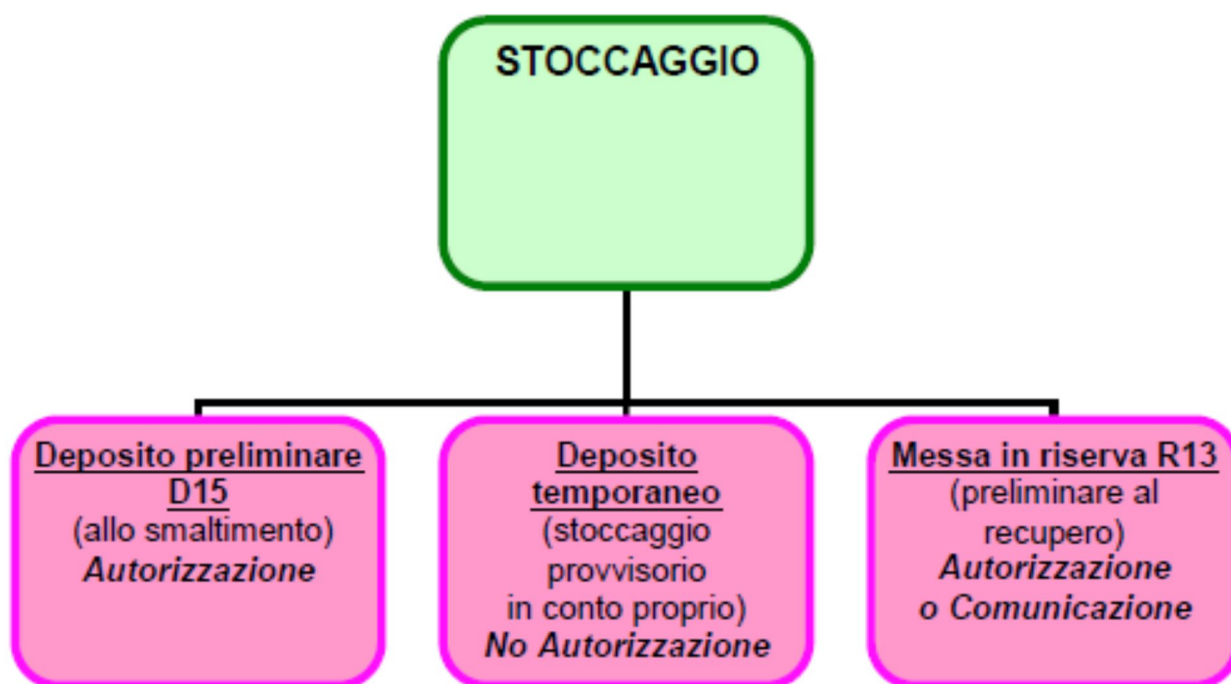 STOCCAGGIO
Deposito preliminare
D15
(allo smaltimento)
Autorizzazione
Deposito
temporaneo
(stoccaggio
provvisorio
in conto proprio)
No Autorizzazione
Messa in riserva R13
(preliminare al
recupero)
Autorizzazione
o Comunicazione